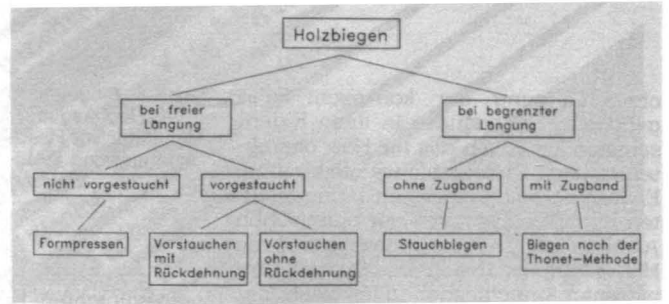 Holzbiegen
bei freier
Längung
bei begrenzter
Längung
nicht vorgestaucht
vorgestaucht
ohne Zugband
mit Zugband
Formpressen
Vorstauchen
mit
Rückdehnung
Vorstauchen
ohne
Rückdehnung
Stauchbiegen
Biegen nach der
Thonet-Methode